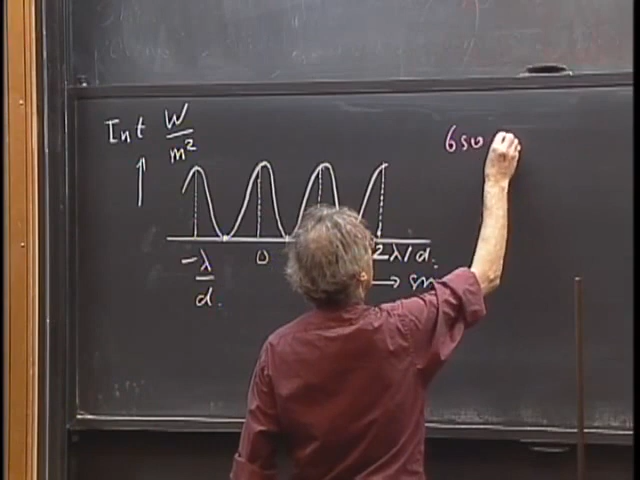 Int W/m²
650
-λ/d. 0 2λ/d.
→ sin